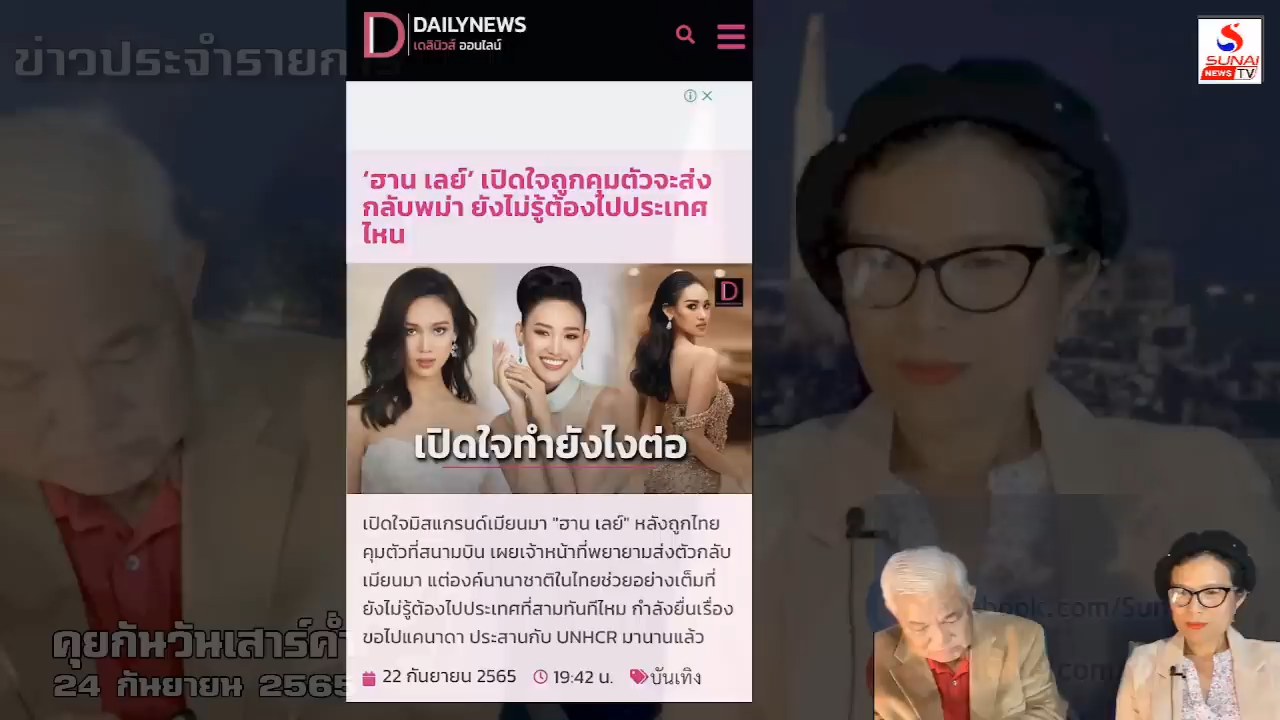 ข่าวประจำราย
SUNAI
NEWS TV
D DAILYNEWS
เดลินิวส์ ออนไลน์
‘ฮาน เลย์’ เปิดใจถูกคุมตัวจะส่ง
กลับพม่า ยังไม่รู้ต้องไปประเทศ
ไหน
D
เปิดใจทำยังไงต่อ
เปิดใจมิสแกรนด์เมียนมา "ฮาน เลย์" หลังถูกไทย
คุมตัวที่สนามบิน เผยเจ้าหน้าที่พยายามส่งตัวกลับ
เมียนมา แต่องค์นานาชาติในไทยช่วยอย่างเต็มที่
ยังไม่รู้ต้องไปประเทศที่สามทันทีไหม กำลังยื่นเรื่อง
ขอไปแคนาดา ประสานกับ UNHCR มานานแล้ว
22 กันยายน 2565 19:42 น. บันเทิง
คุยกันวันเสาร์ค่ำ
24 กันยายน 2565
book.com/Sun